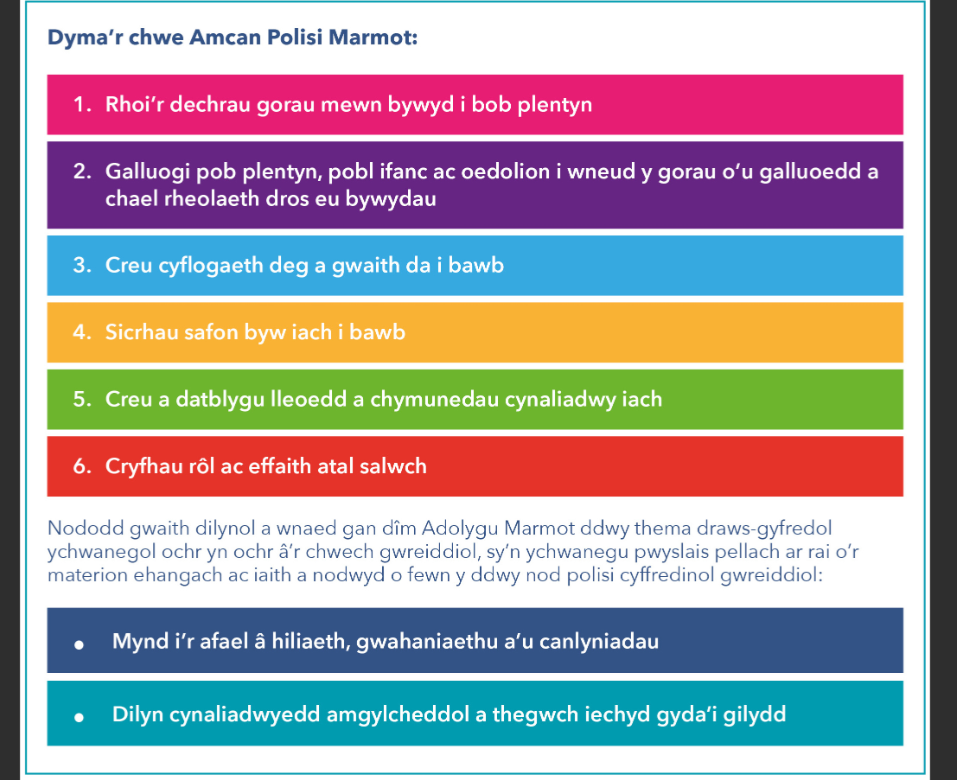 Dyma'r chwe Amcan Polisi Marmot:
1. Rhoi'r dechrau gorau mewn bywyd i bob plentyn
2. Galluogi pob plentyn, pobl ifanc ac oedolion i wneud y gorau o'u galluoedd a
chael rheolaeth dros eu bywydau
3. Creu cyflogaeth deg a gwaith da i bawb
4. Sicrhau safon byw iach i bawb
5. Creu a datblygu lleoedd a chymunedau cynaliadwy iach
6. Cryfhau rôl ac effaith atal salwch
Nododd gwaith dilynol a wnaed gan dîm Adolygu Marmot ddwy thema draws-gyfredol
ychwanegol ochr yn ochr â'r chwech gwreiddiol, sy'n ychwanegu pwyslais pellach ar rai o'r
materion ehangach ac iaith a nodwyd o fewn y ddwy nod polisi cyffredinol gwreiddiol:
• Mynd i'r afael â hiliaeth, gwahaniaethu a'u canlyniadau
• Dilyn cynaliadwyedd amgylcheddol a thegwch iechyd gyda'i gilydd